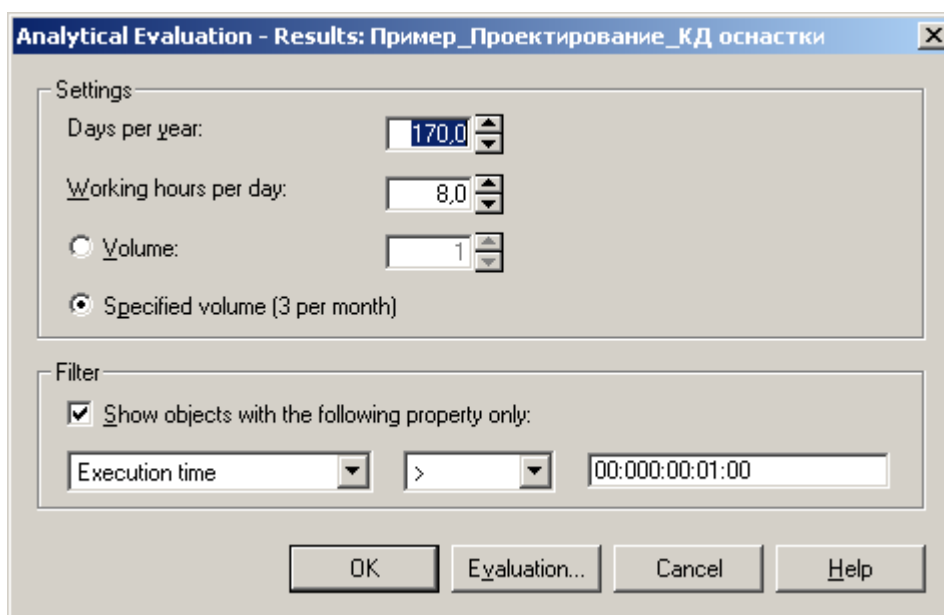 Analytical Evaluation - Results: Пример_Проектирование_КД оснастки
Settings
Days per year: 170,0
Working hours per day: 8,0
Volume: 1
Specified volume (3 per month)
Filter
Show objects with the following property only:
Execution time > 00:000:00:01:00
OK Evaluation... Cancel Help